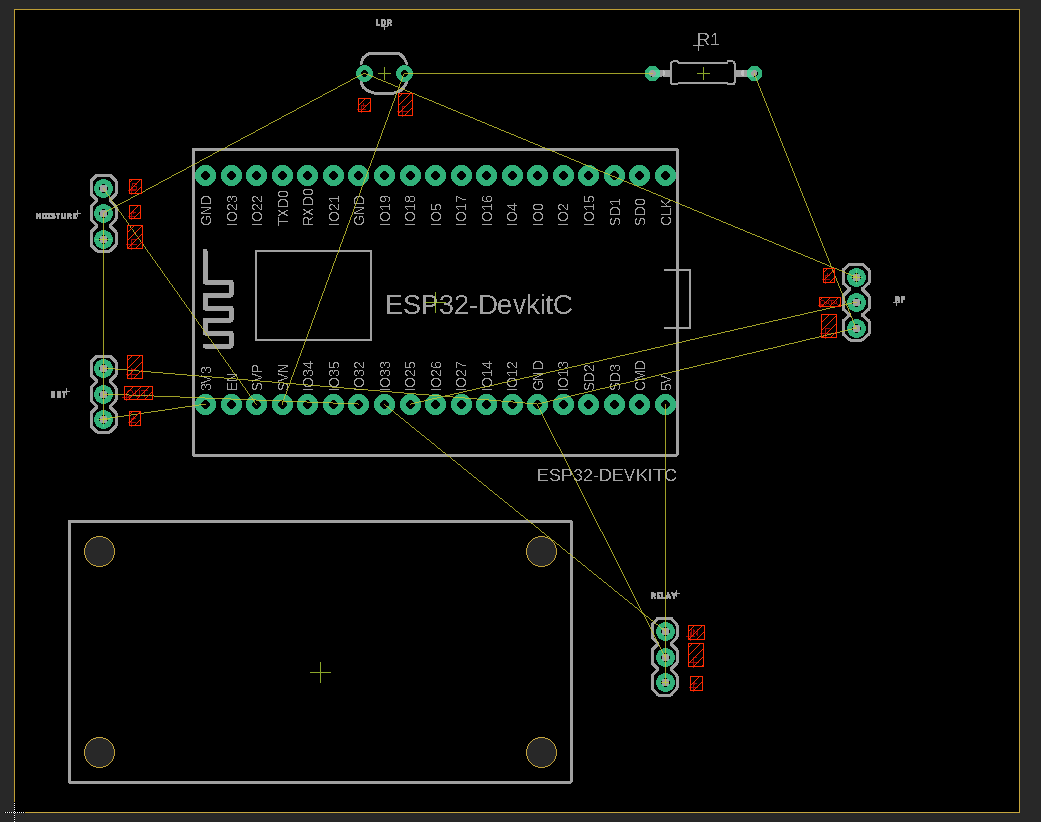 LDR
R1
GND IO23 IO22 TXD0 RXD0 IO21 GND IO19 IO18 IO5 IO17 IO16 IO4 IO0 IO2 IO15 SD1 SD0 CLK
MOISTURE
ESP32-DevkitC
3V3 EN SVP SVN IO34 IO35 IO32 IO33 IO25 IO26 IO27 IO14 IO12 GND IO13 SD2 SD3 CMD 5V
ESP32-DEVKITC
RELAY